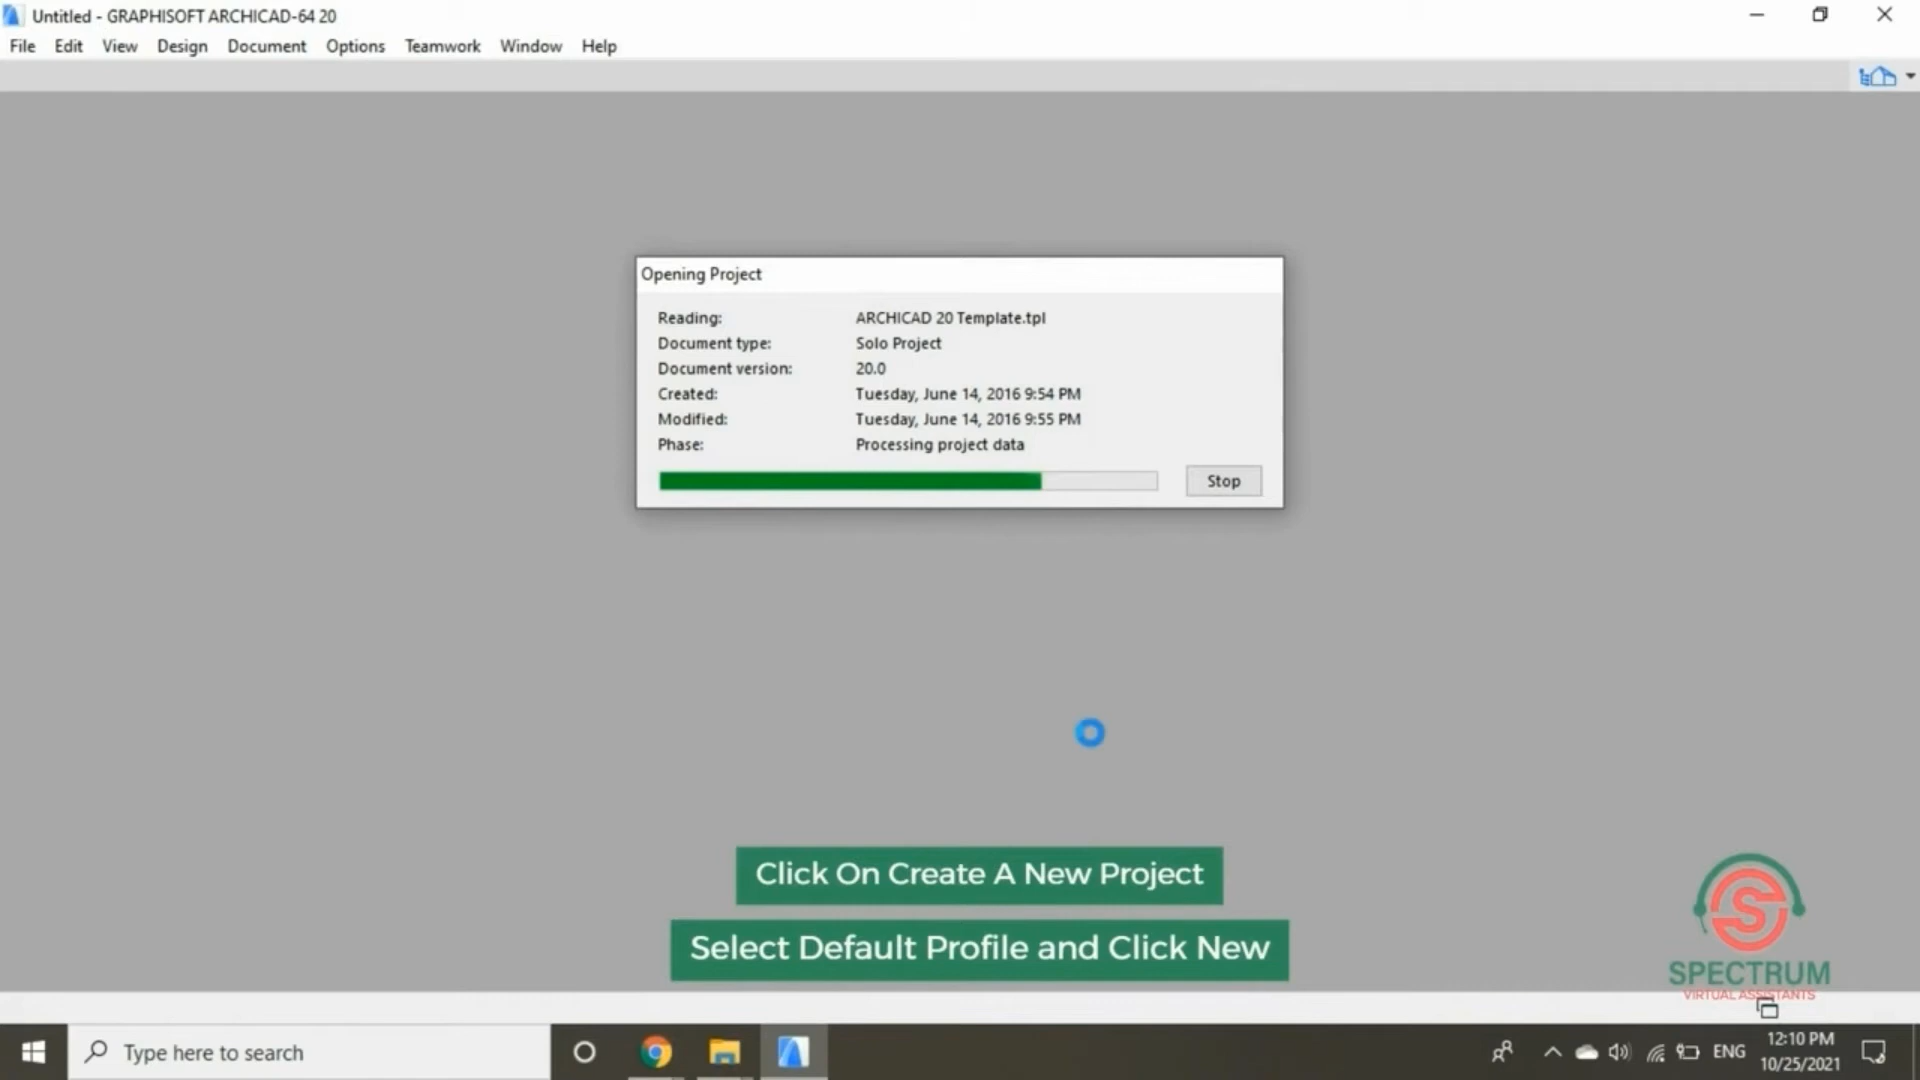 Untitled - GRAPHISOFT ARCHICAD-64 20
File Edit View Design Document Options Teamwork Window Help
Opening Project
Reading: ARCHICAD 20 Template.tpl
Document type: Solo Project
Document version: 20.0
Created: Tuesday, June 14, 2016 9:54 PM
Modified: Tuesday, June 14, 2016 9:55 PM
Phase: Processing project data
Stop
Click On Create A New Project
Select Default Profile and Click New
SPECTRUM
VIRTUAL ASSISTANTS
Type here to search
ENG
12:10 PM
10/25/2021